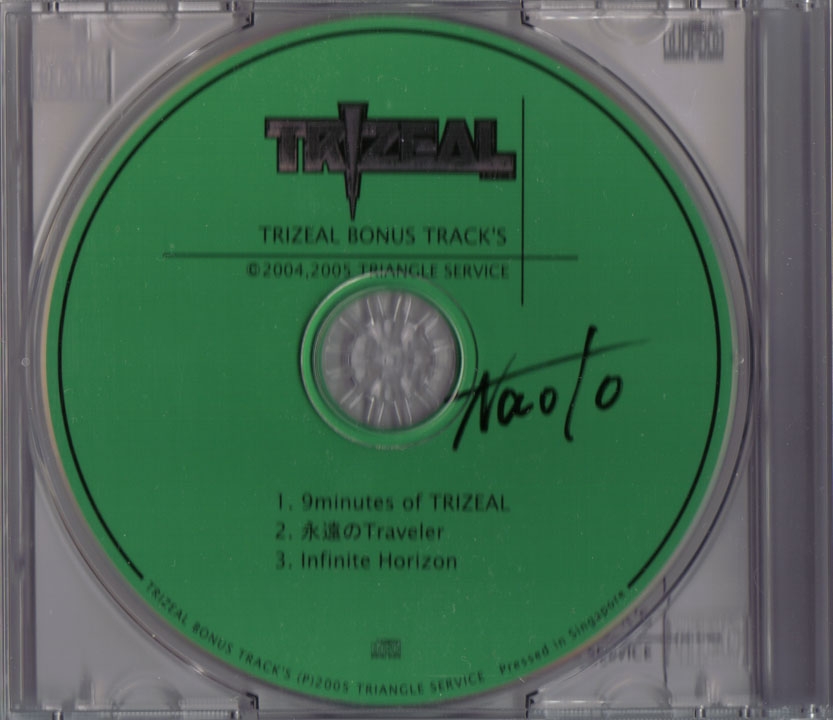 TRIZEAL
TRIZEAL BONUS TRACK'S
©2004,2005 TRIANGLE SERVICE
Naoto
1. 9minutes of TRIZEAL
2. 永遠のTraveler
3. Infinite Horizon
TRIZEAL BONUS TRACK'S (P)2005 TRIANGLE SERVICE Pressed in Singapore